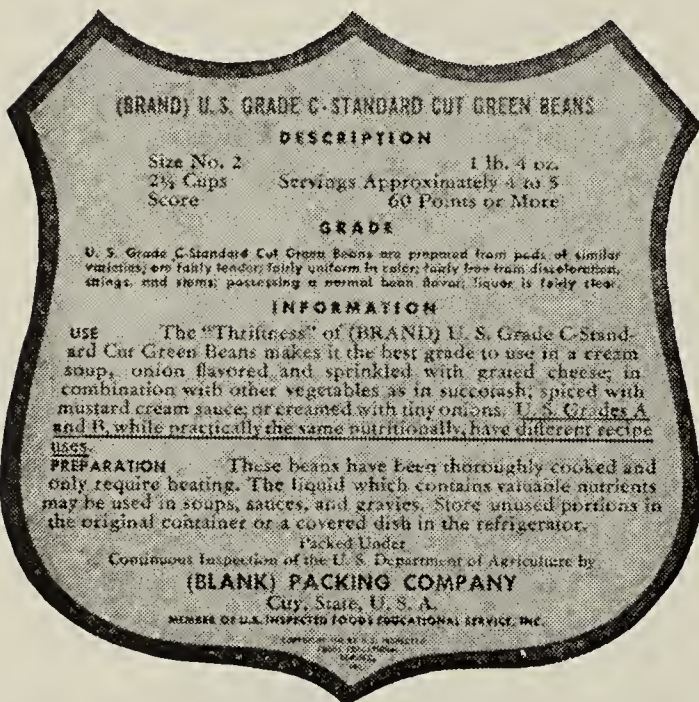 (BRAND) U. S. GRADE C-STANDARD CUT GREEN BEANS
DESCRIPTION
Size No. 2 1 lb. 4 oz.
2½ Cups Servings Approximately 4 to 5
Score 60 Points or More
GRADE
U. S. Grade C-Standard Cut Green Beans are prepared from pods of similar
varieties; are fairly tender; fairly uniform in color; fairly free from discoloration,
strings, and stems; possessing a normal bean flavor; liquor is fairly clear.
INFORMATION
USE The "Thriftness" of (BRAND) U. S. Grade C-Stand-
ard Cut Green Beans makes it the best grade to use in a cream
soup, onion flavored and sprinkled with grated cheese; in
combination with other vegetables as in succotash; spiced with
mustard cream sauce; or creamed with tiny onions. U. S. Grades A
and B, while practically the same nutritionally, have different recipe
uses.
PREPARATION These beans have been thoroughly cooked and
only require heating. The liquid which contains valuable nutrients
may be used in soups, sauces, and gravies. Store unused portions in
the original container or a covered dish in the refrigerator.
Packed Under
Continuous Inspection of the U. S. Department of Agriculture by
(BLANK) PACKING COMPANY
City, State, U. S. A.
MEMBER OF U.S. INSPECTED FOODS EDUCATIONAL SERVICE, INC.
FOODS EDUCATIONAL
SERVICE,
INC.